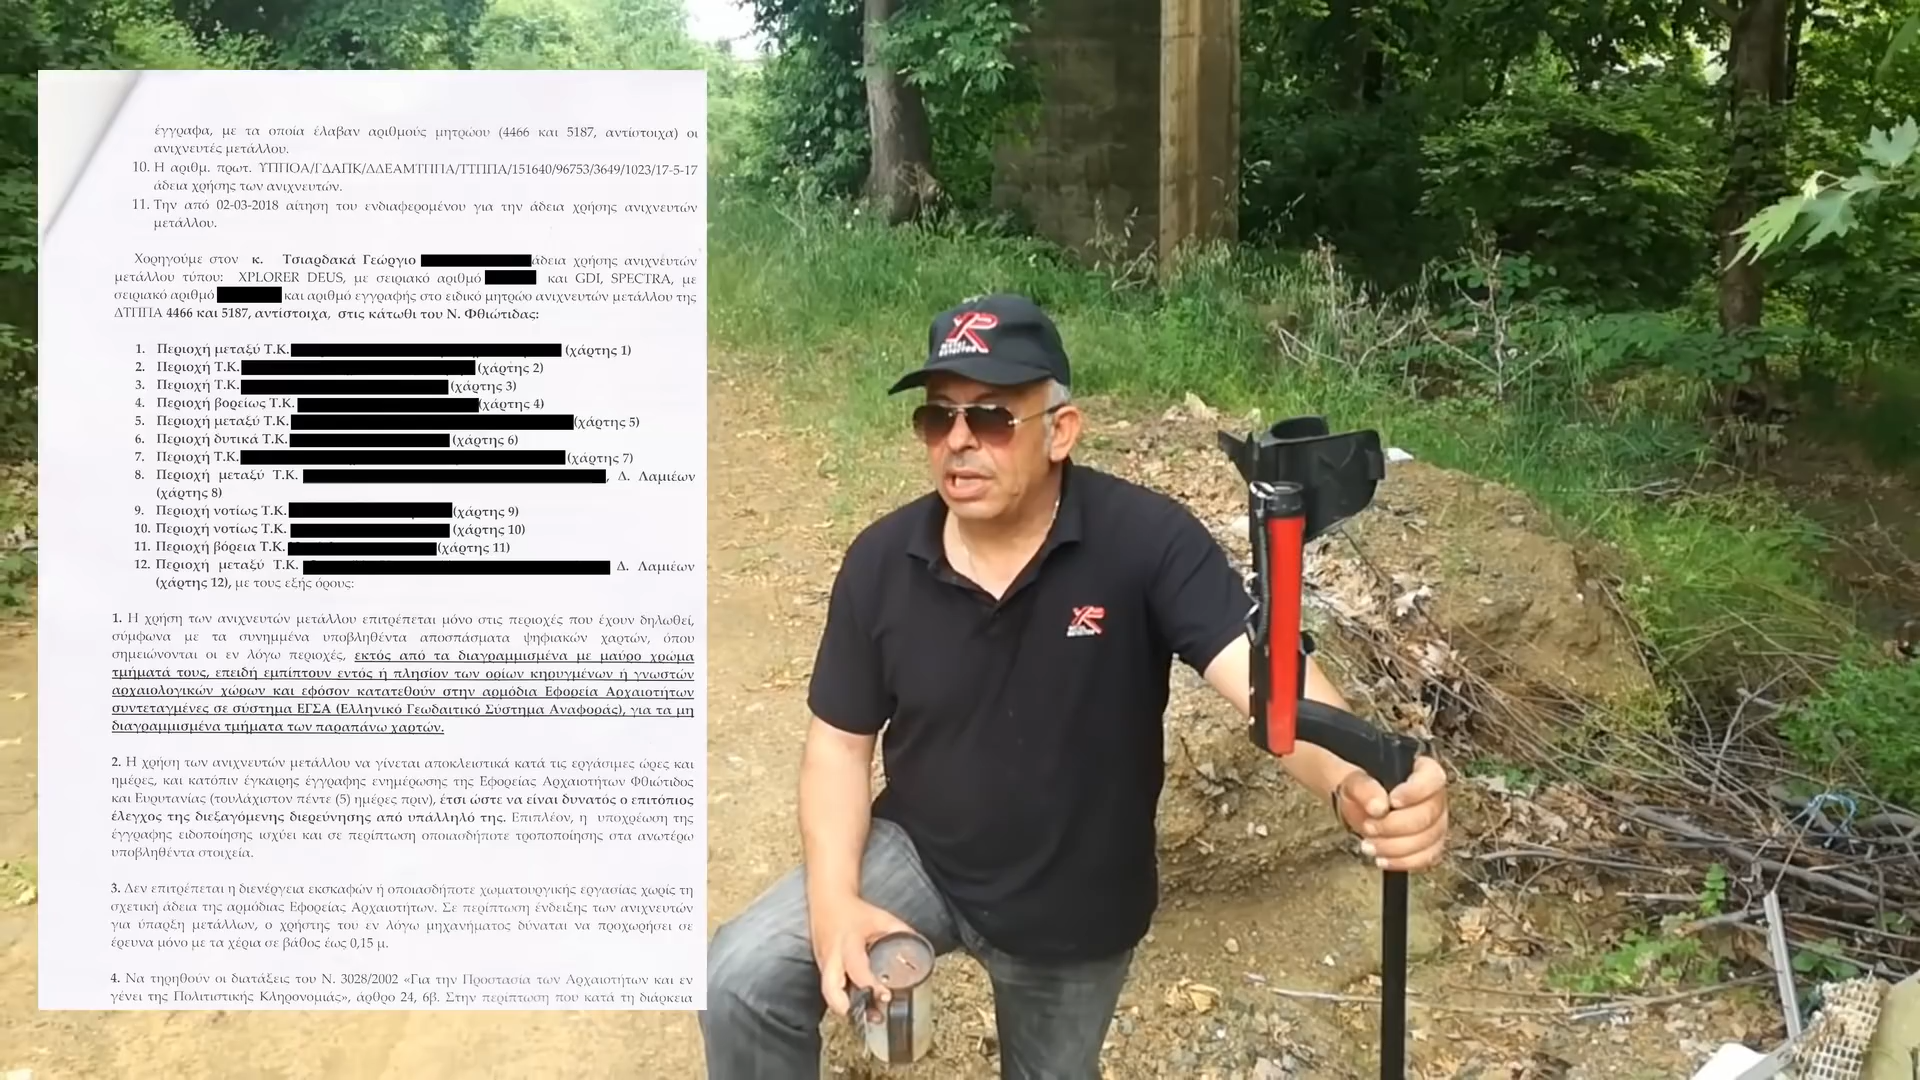 έγγραφα, με τα οποία έλαβαν αριθμούς μητρώου (4466 και 5187, αντίστοιχα) οι
ανιχνευτές μετάλλου.
10. Η αριθμ. πρωτ. ΥΠΠΟΑ/ΓΔΑΠΚ/ΔΔΕΑΜΤΠΠΑ/ΤΤΠΠΑ/151640/96753/3649/1023/17-5-17
άδεια χρήσης των ανιχνευτών.
11. Την από 02-03-2018 αίτηση του ενδιαφερομένου για την άδεια χρήσης ανιχνευτών
μετάλλου.
Χορηγούμε στον κ. Τσιαρδακά Γεώργιο άδεια χρήσης ανιχνευτών
μετάλλου τύπου: XPLORER DEUS, με σειριακό αριθμό και GDI, SPECTRA, με
σειριακό αριθμό και αριθμό εγγραφής στο ειδικό μητρώο ανιχνευτών μετάλλου της
ΔΤΠΠΑ 4466 και 5187, αντίστοιχα, στις κάτωθι του Ν. Φθιώτιδας:
1. Περιοχή μεταξύ Τ.Κ. (χάρτης 1)
2. Περιοχή Τ.Κ. (χάρτης 2)
3. Περιοχή Τ.Κ. (χάρτης 3)
4. Περιοχή βορείως Τ.Κ. (χάρτης 4)
5. Περιοχή μεταξύ Τ.Κ. (χάρτης 5)
6. Περιοχή δυτικά Τ.Κ. (χάρτης 6)
7. Περιοχή Τ.Κ. (χάρτης 7)
8. Περιοχή μεταξύ Τ.Κ. , Δ. Λαμιέων
(χάρτης 8)
9. Περιοχή νοτίως Τ.Κ. (χάρτης 9)
10. Περιοχή νοτίως Τ.Κ. (χάρτης 10)
11. Περιοχή βόρεια Τ.Κ. (χάρτης 11)
12. Περιοχή μεταξύ Τ.Κ. Δ. Λαμιέων
(χάρτης 12), με τους εξής όρους:
1. Η χρήση των ανιχνευτών μετάλλου επιτρέπεται μόνο στις περιοχές που έχουν δηλωθεί,
σύμφωνα με τα συνημμένα υποβληθέντα αποσπάσματα ψηφιακών χαρτών, όπου
σημειώνονται οι εν λόγω περιοχές, εκτός από τα διαγραμμισμένα με μαύρο χρώμα
τμήματά τους, επειδή εμπίπτουν εντός ή πλησίον των ορίων κηρυγμένων ή γνωστών
αρχαιολογικών χώρων και εφόσον κατατεθούν στην αρμόδια Εφορεία Αρχαιοτήτων
συντεταγμένες σε σύστημα ΕΓΣΑ (Ελληνικό Γεωδαιτικό Σύστημα Αναφοράς), για τα μη
διαγραμμισμένα τμήματα των παραπάνω χαρτών.
2. Η χρήση των ανιχνευτών μετάλλου να γίνεται αποκλειστικά κατά τις εργάσιμες ώρες και
ημέρες, και κατόπιν έγκαιρης έγγραφης ενημέρωσης της Εφορείας Αρχαιοτήτων Φθιώτιδος
και Ευρυτανίας (τουλάχιστον πέντε (5) ημέρες πριν), έτσι ώστε να είναι δυνατός ο επιτόπιος
έλεγχος της διεξαγόμενης διερεύνησης από υπάλληλό της. Επιπλέον, η υποχρέωση της
έγγραφης ειδοποίησης ισχύει και σε περίπτωση οποιασδήποτε τροποποίησης στα ανωτέρω
υποβληθέντα στοιχεία.
3. Δεν επιτρέπεται η διενέργεια εκσκαφών ή οποιασδήποτε χωματουργικής εργασίας χωρίς τη
σχετική άδεια της αρμόδιας Εφορείας Αρχαιοτήτων. Σε περίπτωση ένδειξης των ανιχνευτών
για ύπαρξη μετάλλων, ο χρήστης του εν λόγω μηχανήματος δύναται να προχωρήσει σε
έρευνα μόνο με τα χέρια σε βάθος έως 0,15 μ.
4. Να τηρηθούν οι διατάξεις του Ν. 3028/2002 «Για την Προστασία των Αρχαιοτήτων και εν
γένει της Πολιτιστικής Κληρονομιάς», άρθρο 24, 6β. Στην περίπτωση που κατά τη διάρκεια
XP
METAL
DETECTORS
XP